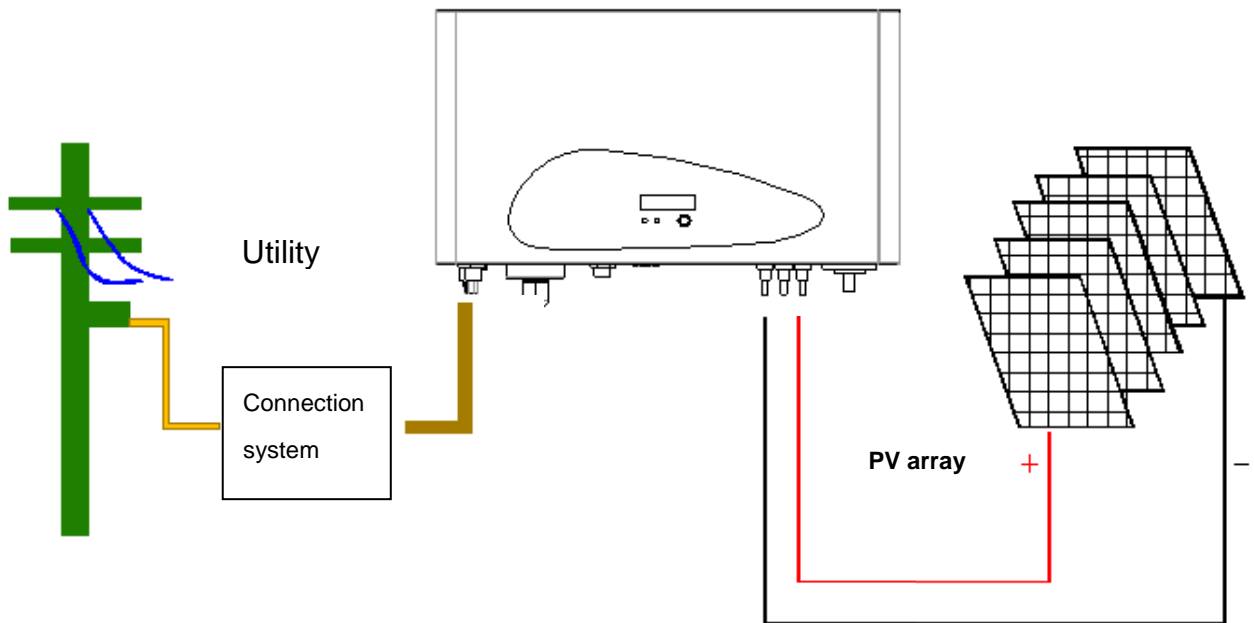 Utility
Connection
system
PV array
+
−